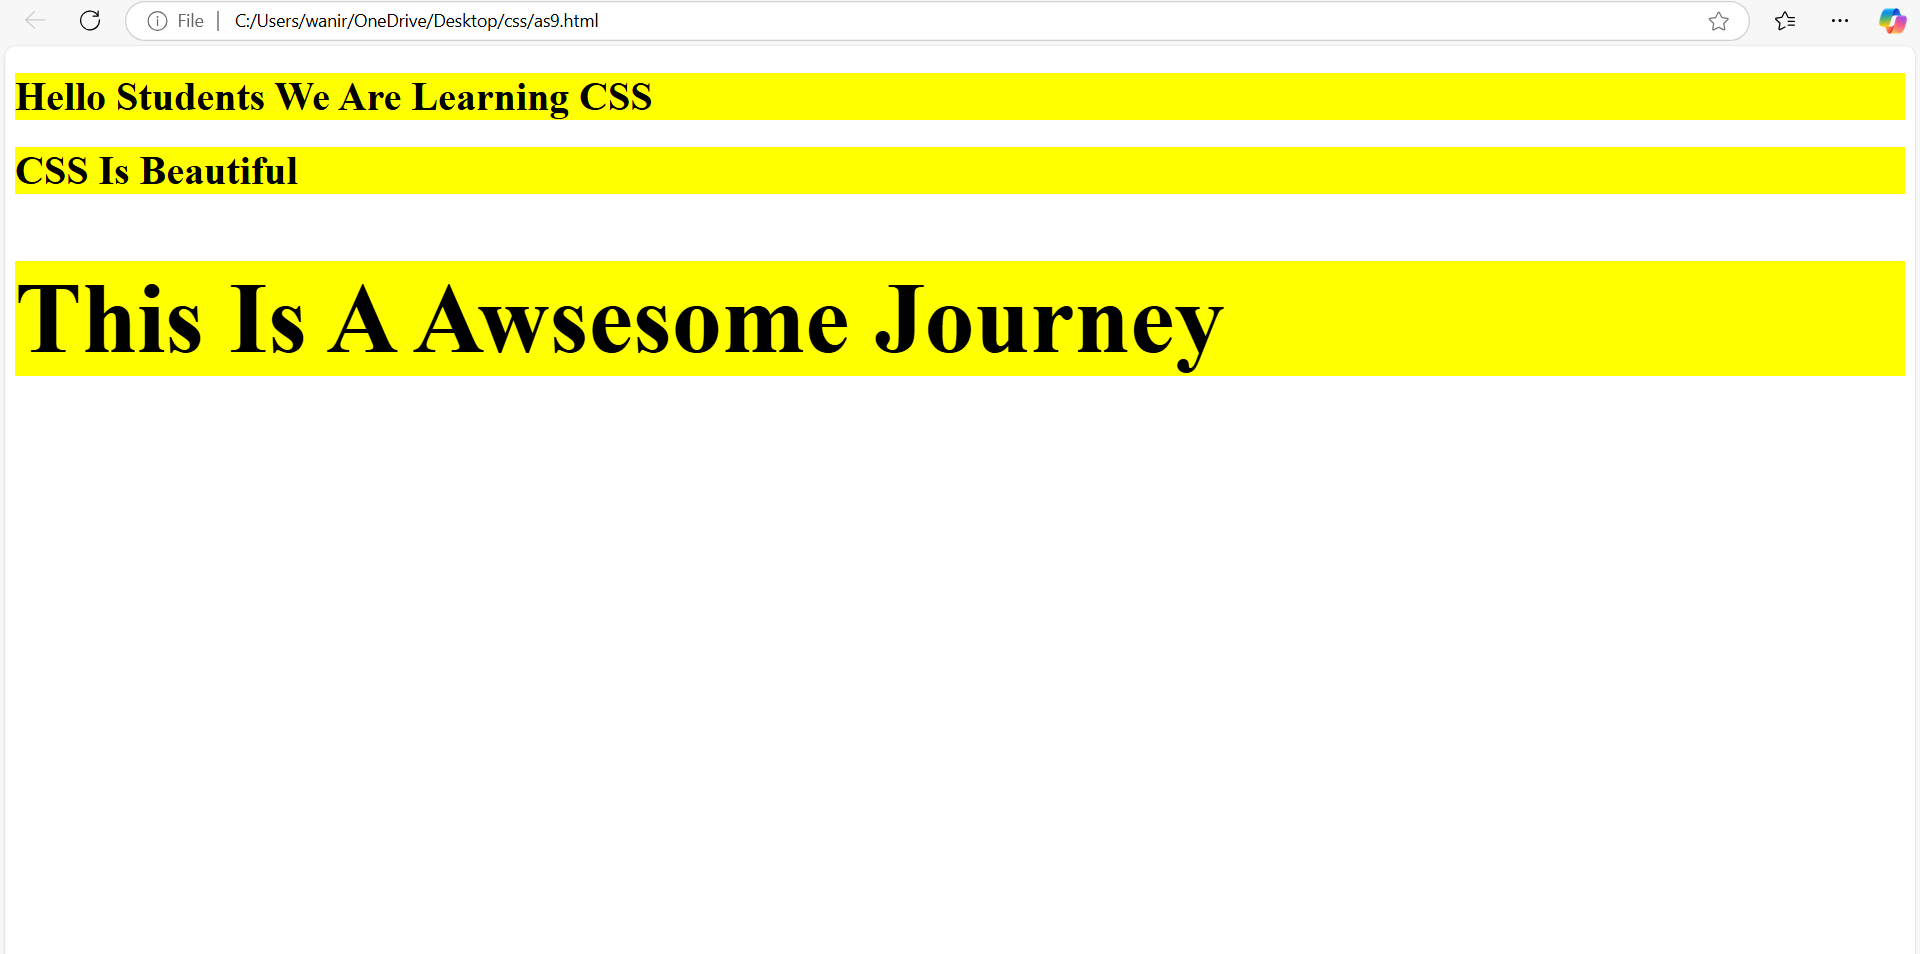 File | C:/Users/wanir/OneDrive/Desktop/css/as9.html
Hello Students We Are Learning CSS
CSS Is Beautiful
This Is A Awsesome Journey